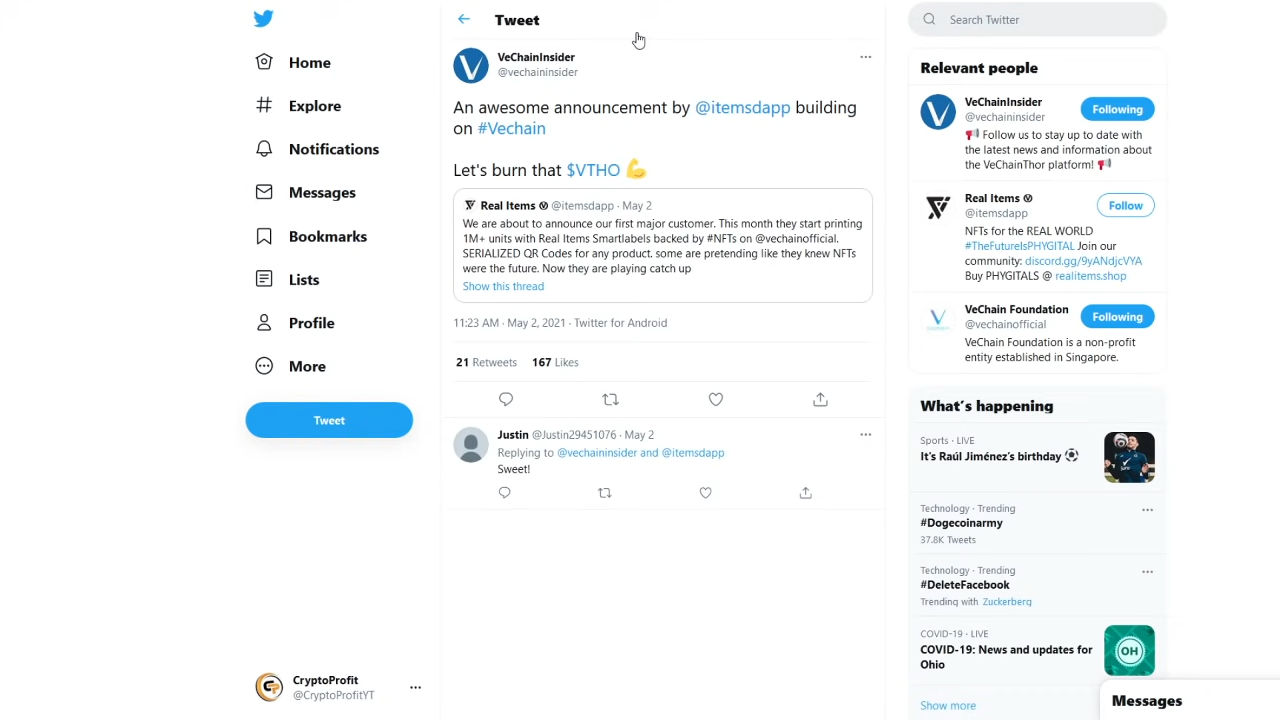 Home
Explore
Notifications
Messages
Bookmarks
Lists
Profile
More
Tweet
CryptoProfit
@CryptoProfitYT
Tweet
VeChainInsider
@vechaininsider
An awesome announcement by @itemsdapp building
on #Vechain
Let's burn that $VTHO 💪
Real Items @itemsdapp · May 2
We are about to announce our first major customer. This month they start printing
1M+ units with Real Items Smartlabels backed by #NFTs on @vechainofficial.
SERIALIZED QR Codes for any product. some are pretending like they knew NFTs
were the future. Now they are playing catch up
Show this thread
11:23 AM · May 2, 2021 · Twitter for Android
21 Retweets 167 Likes
Justin @Justin29451076 · May 2
Replying to @vechaininsider and @itemsdapp
Sweet!
Search Twitter
Relevant people
VeChainInsider
@vechaininsider
Following
📢 Follow us to stay up to date with
the latest news and information about
the VeChainThor platform! 📢
Real Items
@itemsdapp
Follow
NFTs for the REAL WORLD
#TheFutureIsPHYGITAL Join our
community: discord.gg/9yANdjcVYA
Buy PHYGITALS @ realitems.shop
VeChain Foundation
@vechainofficial
Following
VeChain Foundation is a non-profit
entity established in Singapore.
What's happening
Sports · LIVE
It's Raúl Jiménez's birthday ⚽
Technology · Trending
#Dogecoinarmy
37.8K Tweets
Technology · Trending
#DeleteFacebook
Trending with Zuckerberg
COVID-19 · LIVE
COVID-19: News and updates for
Ohio
OH
Show more
Messages